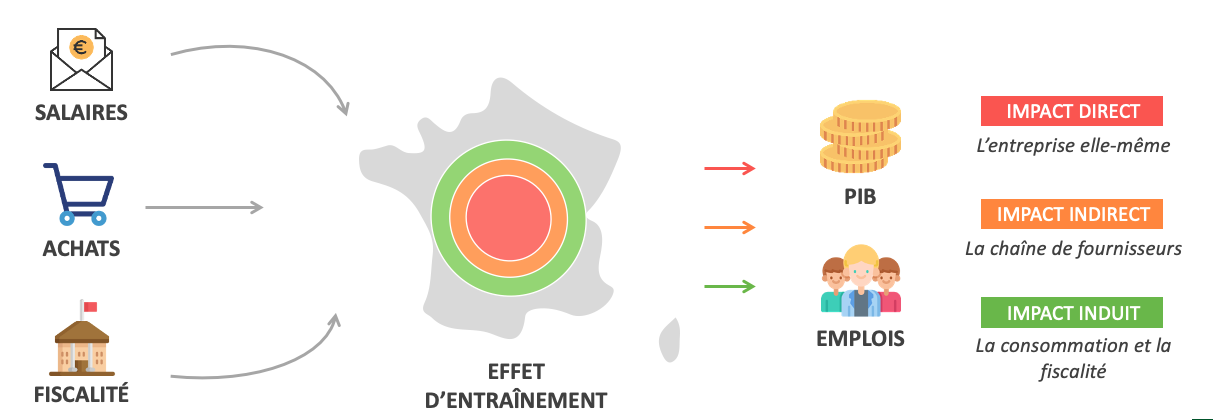 €
SALAIRES
ACHATS
FISCALITÉ
EFFET
D’ENTRAÎNEMENT
PIB
EMPLOIS
IMPACT DIRECT
L’entreprise elle-même
IMPACT INDIRECT
La chaîne de fournisseurs
IMPACT INDUIT
La consommation et la
fiscalité